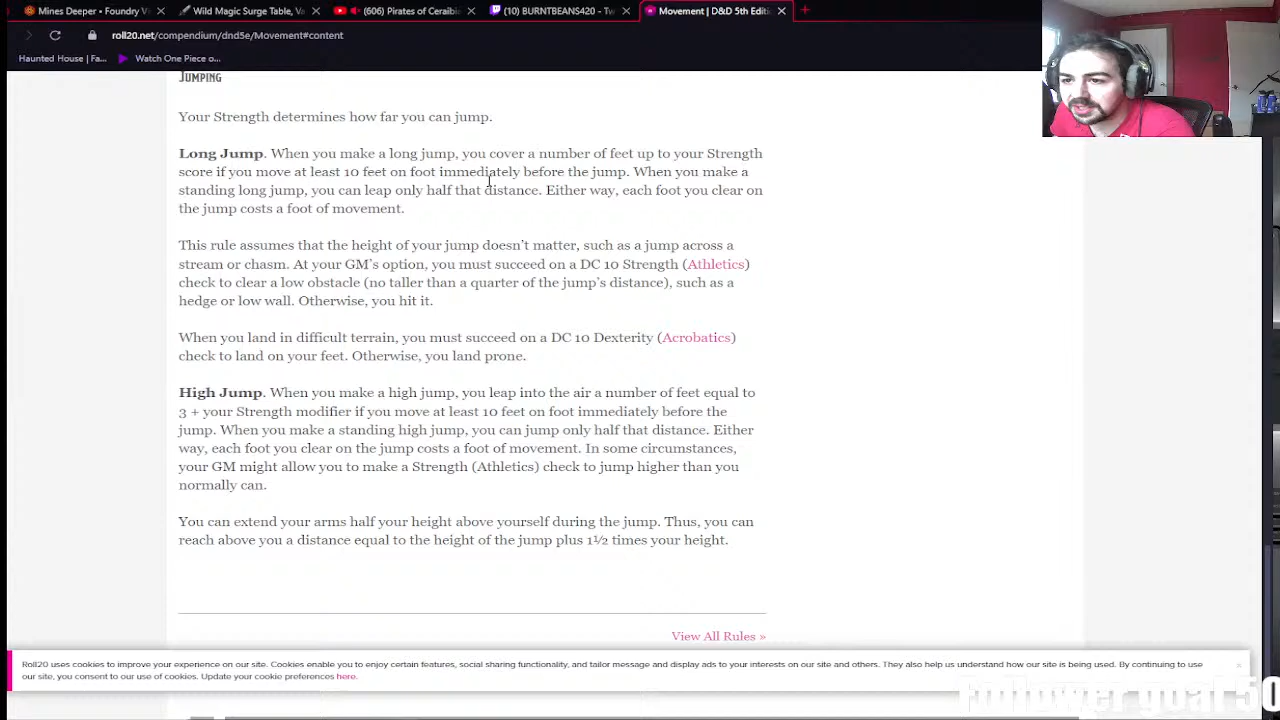 Mines Deeper • Foundry V
Wild Magic Surge Table, Va
(606) Pirates of Ceraibi
(10) BURNTBEANS420 - Tw
Movement | D&D 5th Editi
roll20.net/compendium/dnd5e/Movement#content
Haunted House | Fa...
Watch One Piece o...
Jumping
Your Strength determines how far you can jump.
Long Jump. When you make a long jump, you cover a number of feet up to your Strength
score if you move at least 10 feet on foot immediately before the jump. When you make a
standing long jump, you can leap only half that distance. Either way, each foot you clear on
the jump costs a foot of movement.
This rule assumes that the height of your jump doesn't matter, such as a jump across a
stream or chasm. At your GM's option, you must succeed on a DC 10 Strength (Athletics)
check to clear a low obstacle (no taller than a quarter of the jump's distance), such as a
hedge or low wall. Otherwise, you hit it.
When you land in difficult terrain, you must succeed on a DC 10 Dexterity (Acrobatics)
check to land on your feet. Otherwise, you land prone.
High Jump. When you make a high jump, you leap into the air a number of feet equal to
3 + your Strength modifier if you move at least 10 feet on foot immediately before the
jump. When you make a standing high jump, you can jump only half that distance. Either
way, each foot you clear on the jump costs a foot of movement. In some circumstances,
your GM might allow you to make a Strength (Athletics) check to jump higher than you
normally can.
You can extend your arms half your height above yourself during the jump. Thus, you can
reach above you a distance equal to the height of the jump plus 1½ times your height.
View All Rules »
Roll20 uses cookies to improve your experience on our site. Cookies enable you to enjoy certain features, social sharing functionality, and tailor message and display ads to your interests on our site and others. They also help us understand how our site is being used. By continuing to
use our site, you consent to our use of cookies. Update your cookie preferences here.
Follower goal 50